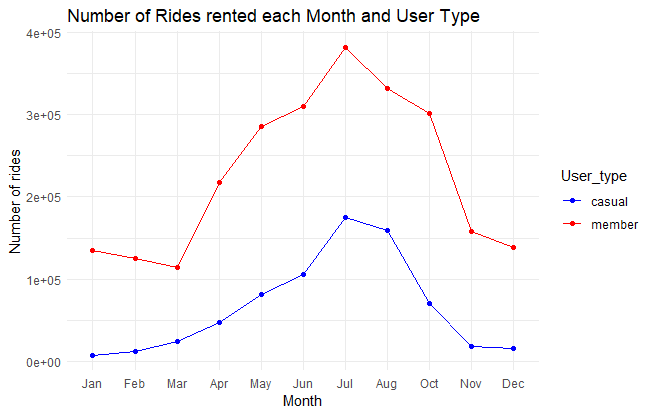 Number of Rides rented each Month and User Type
4e+05
3e+05
2e+05
1e+05
0e+00
Number of rides
Jan Feb Mar Apr May Jun Jul Aug Oct Nov Dec
Month
User_type
casual
member